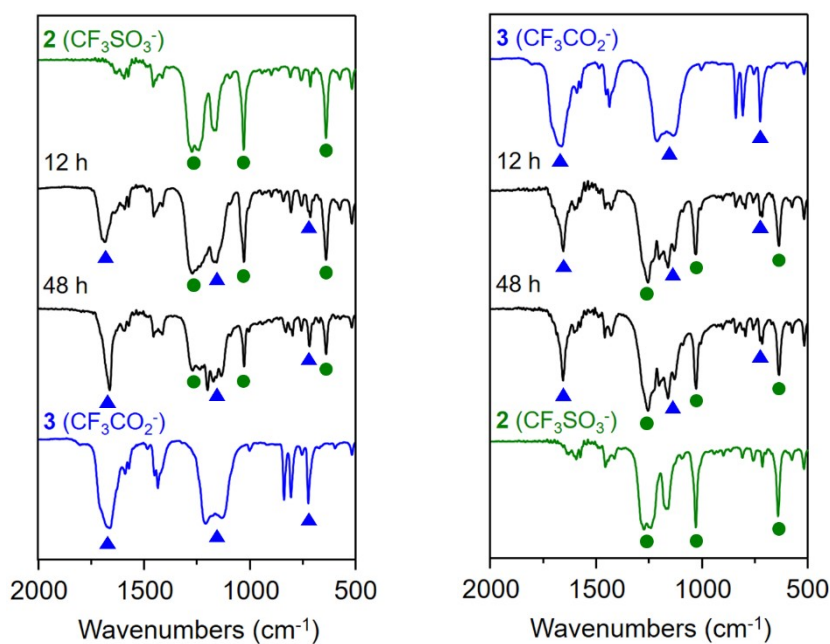 2 (CF₃SO₃⁻)
12 h
48 h
3 (CF₃CO₂⁻)
2000 1500 1000 500
Wavenumbers (cm⁻¹)
3 (CF₃CO₂⁻)
12 h
48 h
2 (CF₃SO₃⁻)
2000 1500 1000 500
Wavenumbers (cm⁻¹)